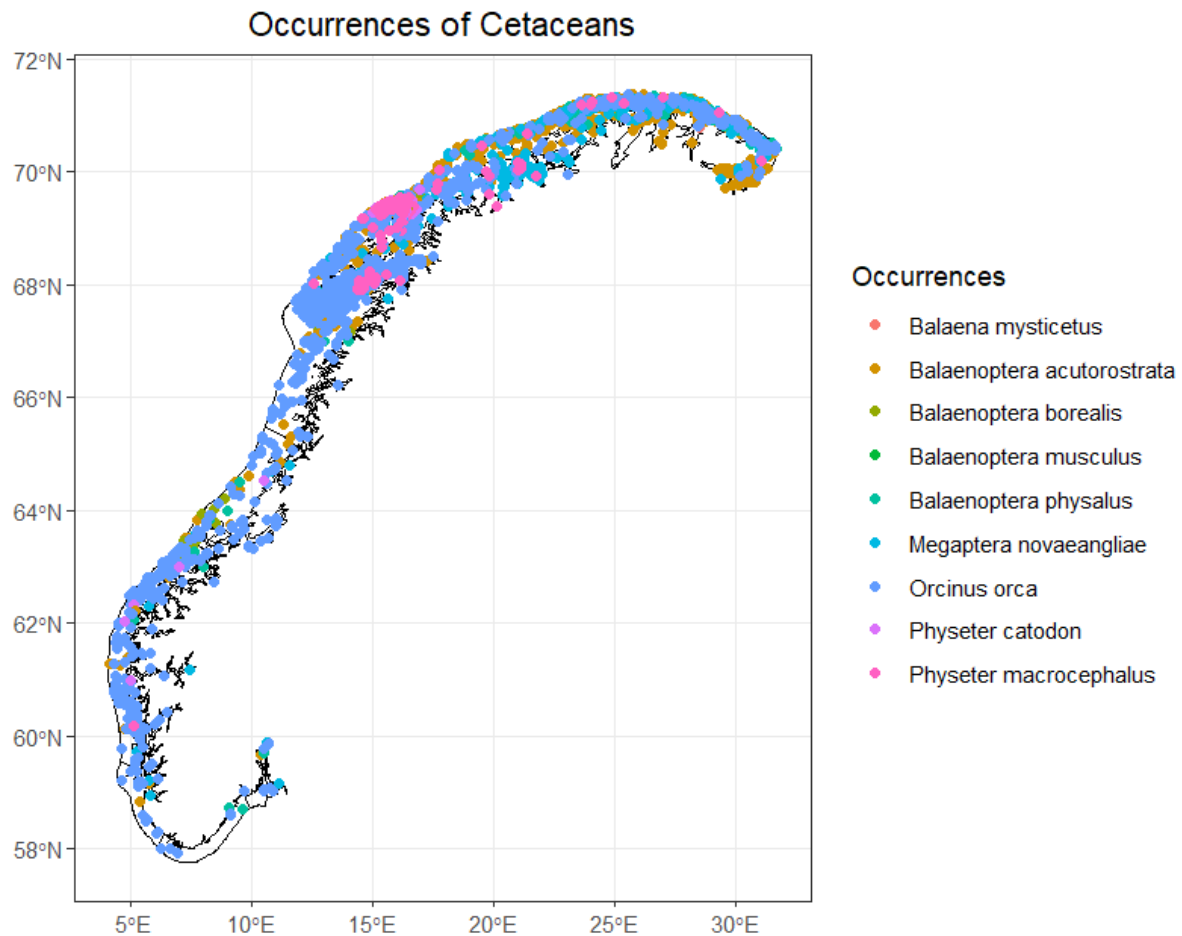 Occurrences of Cetaceans
72°N
70°N
68°N
66°N
64°N
62°N
60°N
58°N
5°E 10°E 15°E 20°E 25°E 30°E
Occurrences
Balaena mysticetus
Balaenoptera acutorostrata
Balaenoptera borealis
Balaenoptera musculus
Balaenoptera physalus
Megaptera novaeangliae
Orcinus orca
Physeter catodon
Physeter macrocephalus